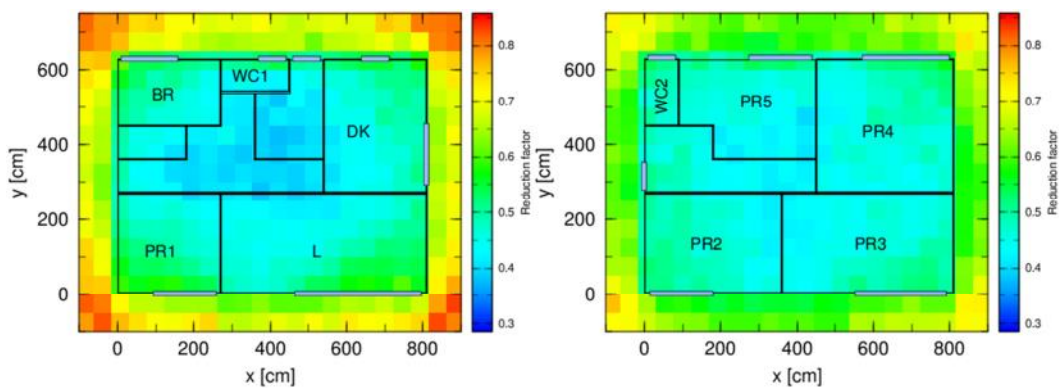 600
400
200
0
y [cm]
0 200 400 600 800
x [cm]
BR
WC1
DK
PR1
L
0.8
0.7
0.6
0.5
0.4
0.3
Reduction factor
600
400
200
0
y [cm]
0 200 400 600 800
x [cm]
WC2
PR5
PR4
PR2
PR3
0.8
0.7
0.6
0.5
0.4
0.3
Reduction factor